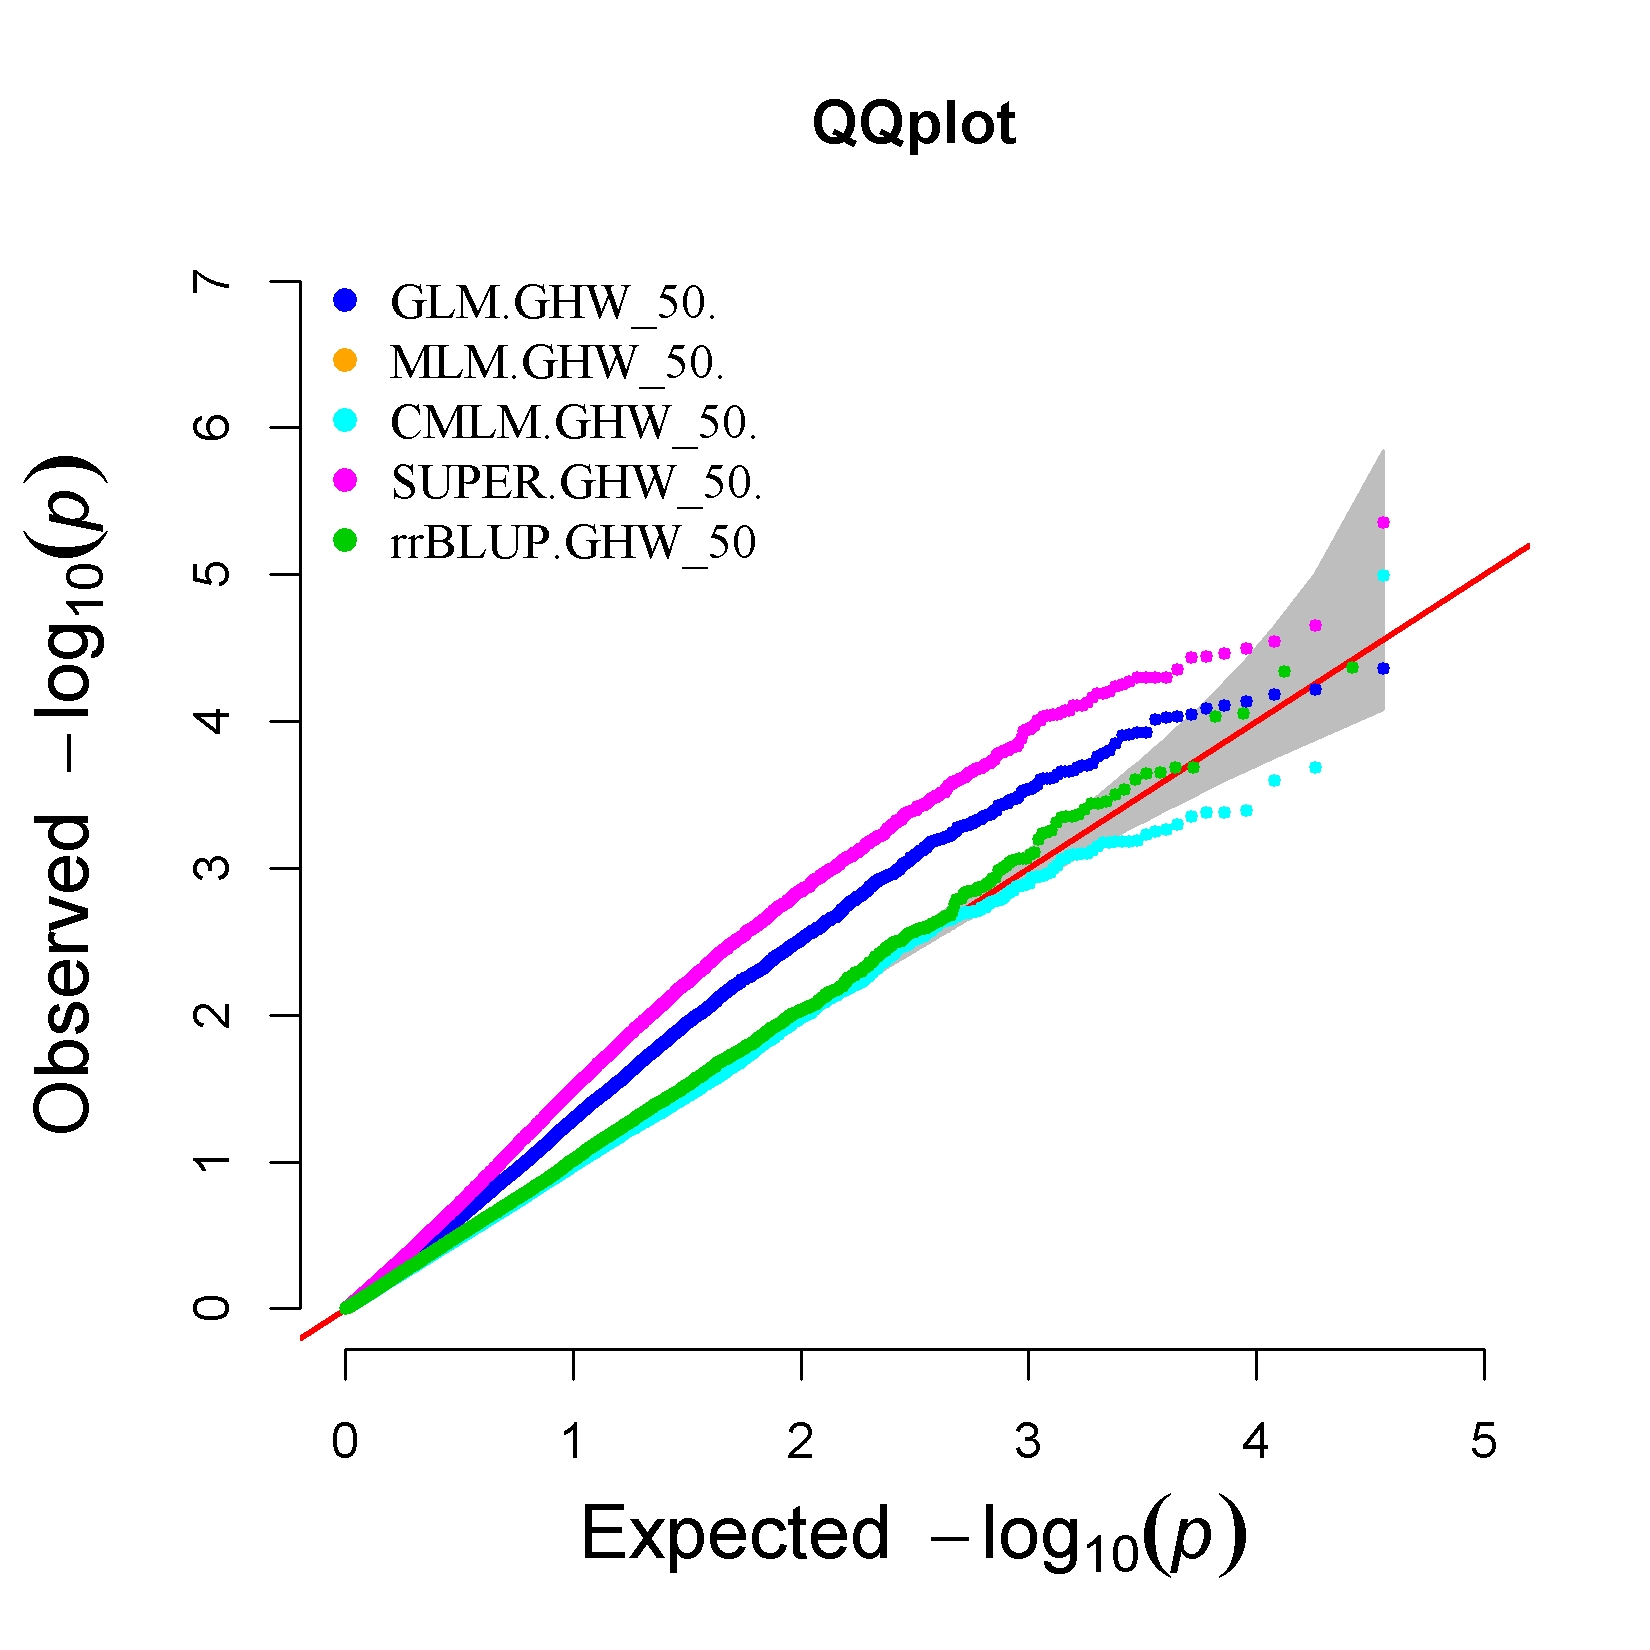 QQplot
GLM.GHW_50.
MLM.GHW_50.
CMLM.GHW_50.
SUPER.GHW_50.
rrBLUP.GHW_50
Observed −log10(p)
7
6
5
4
3
2
1
0
0 1 2 3 4 5
Expected −log10(p)